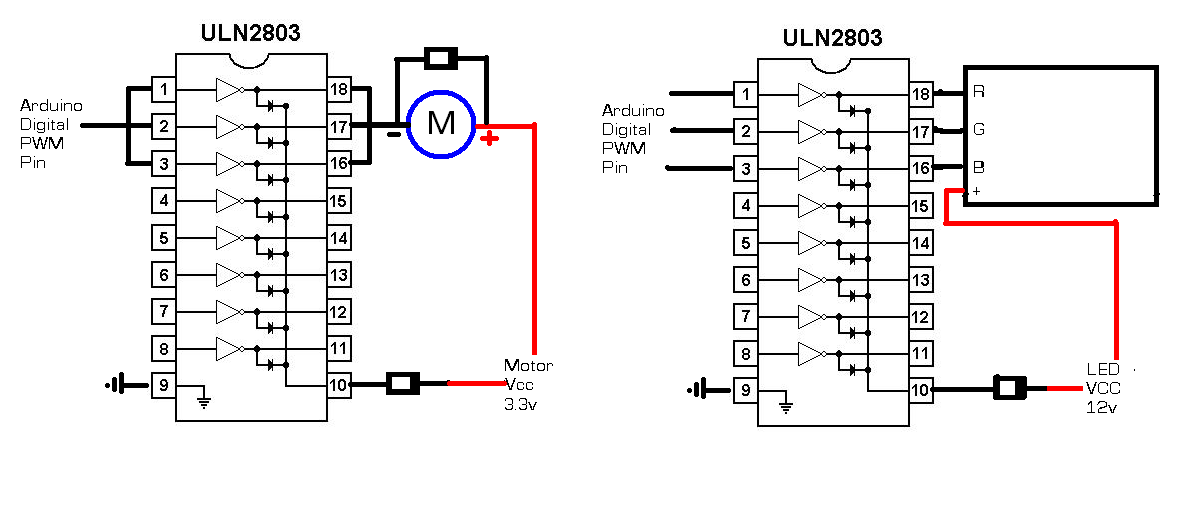 ULN2803
Arduino
Digital
PWM
Pin
1
2
3
4
5
6
7
8
9
18
17
16
15
14
13
12
11
10
-
M
+
Motor
Vcc
3.3v
ULN2803
Arduino
Digital
PWM
Pin
1
2
3
4
5
6
7
8
9
18
17
16
15
14
13
12
11
10
R
G
B
+
LED
VCC
12v